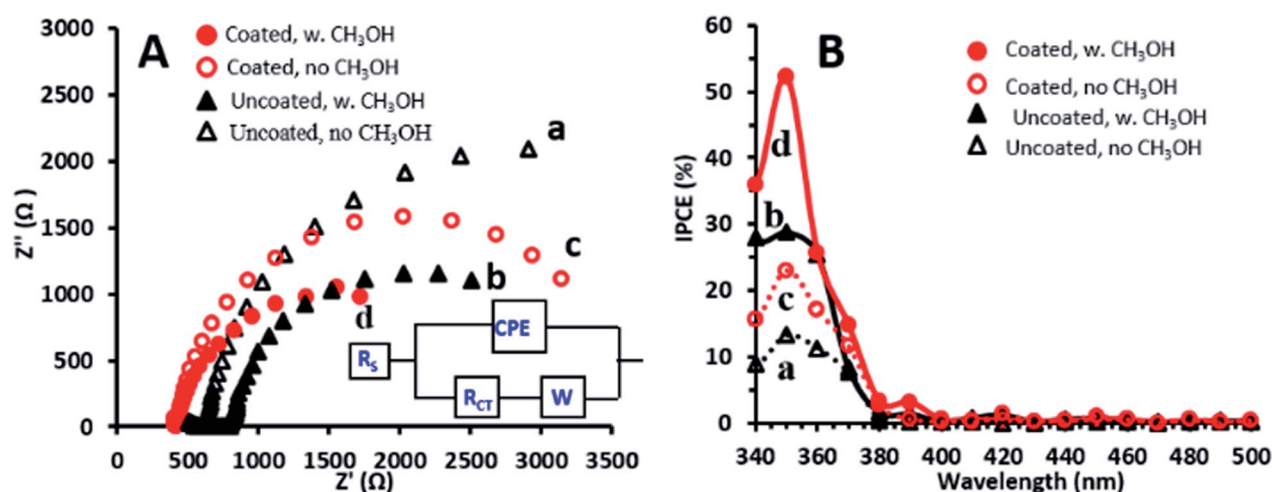 A
3000
2500
2000
1500
1000
500
0
Z'' (Ω )
0 500 1000 1500 2000 2500 3000 3500
Z' (Ω)
Coated, w. CH₃OH
Coated, no CH₃OH
Uncoated, w. CH₃OH
Uncoated, no CH₃OH
a
c
b
d
CPE
Rₛ
R_CT
W
B
60
50
40
30
20
10
0
IPCE (%)
340 360 380 400 420 440 460 480 500
Wavelength (nm)
Coated, w. CH₃OH
Coated, no CH₃OH
Uncoated, w. CH₃OH
Uncoated, no CH₃OH
d
b
c
a